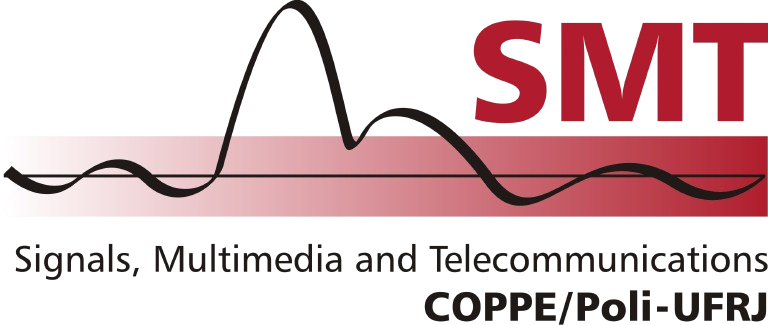 SMT
Signals, Multimedia and Telecommunications
COPPE/Poli-UFRJ